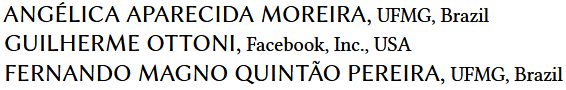 ANGÉLICA APARECIDA MOREIRA, UFMG, Brazil
GUILHERME OTTONI, Facebook, Inc., USA
FERNANDO MAGNO QUINTÃO PEREIRA, UFMG, Brazil